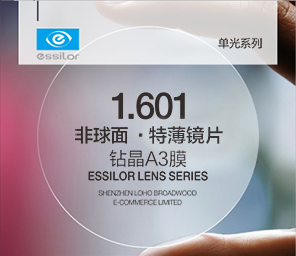 essilor
单光系列
1.601
非球面 · 特薄镜片
钻晶A3膜
ESSILOR LENS SERIES
SHENZHEN LOHO BROADWOOD
E-COMMERCE LIMITED